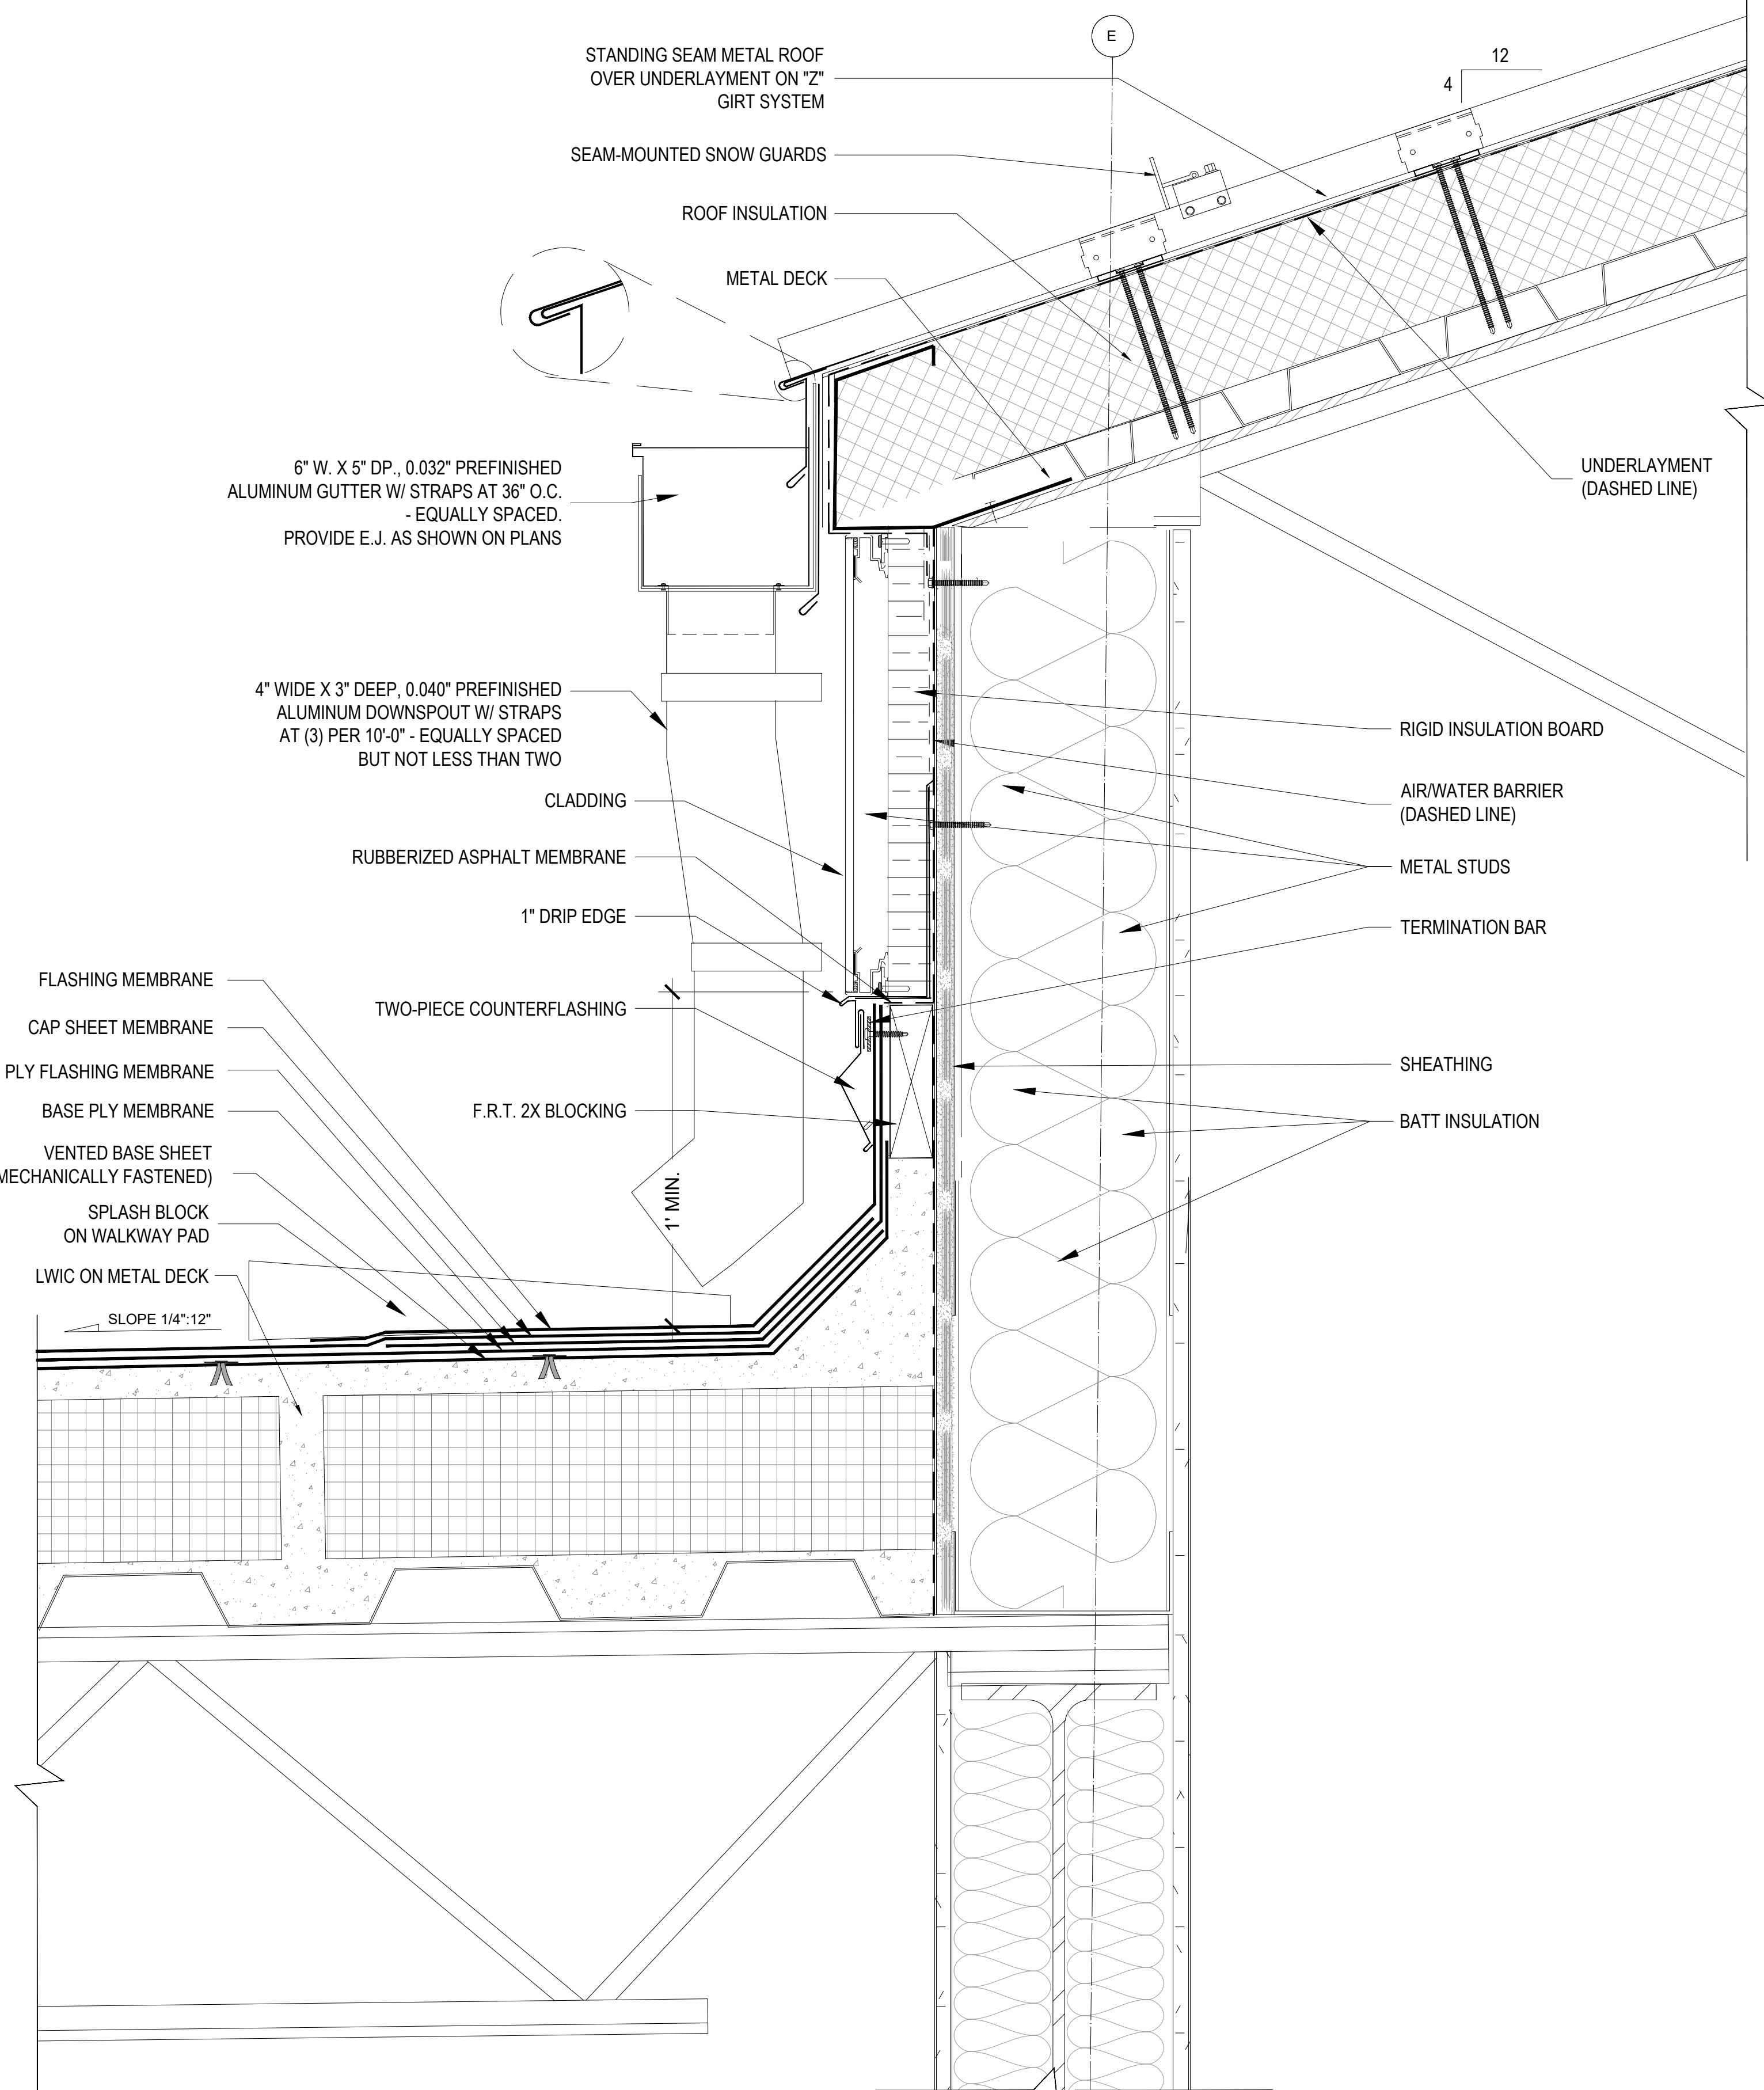 E
12
4
STANDING SEAM METAL ROOF
OVER UNDERLAYMENT ON "Z"
GIRT SYSTEM
SEAM-MOUNTED SNOW GUARDS
ROOF INSULATION
METAL DECK
6" W. X 5" DP., 0.032" PREFINISHED
ALUMINUM GUTTER W/ STRAPS AT 36" O.C.
- EQUALLY SPACED.
PROVIDE E.J. AS SHOWN ON PLANS
UNDERLAYMENT
(DASHED LINE)
4" WIDE X 3" DEEP, 0.040" PREFINISHED
ALUMINUM DOWNSPOUT W/ STRAPS
AT (3) PER 10'-0" - EQUALLY SPACED
BUT NOT LESS THAN TWO
CLADDING
RUBBERIZED ASPHALT MEMBRANE
1" DRIP EDGE
TWO-PIECE COUNTERFLASHING
F.R.T. 2X BLOCKING
RIGID INSULATION BOARD
AIR/WATER BARRIER
(DASHED LINE)
METAL STUDS
TERMINATION BAR
SHEATHING
BATT INSULATION
FLASHING MEMBRANE
CAP SHEET MEMBRANE
PLY FLASHING MEMBRANE
BASE PLY MEMBRANE
VENTED BASE SHEET
MECHANICALLY FASTENED)
SPLASH BLOCK
ON WALKWAY PAD
LWIC ON METAL DECK
SLOPE 1/4":12"
1' MIN.